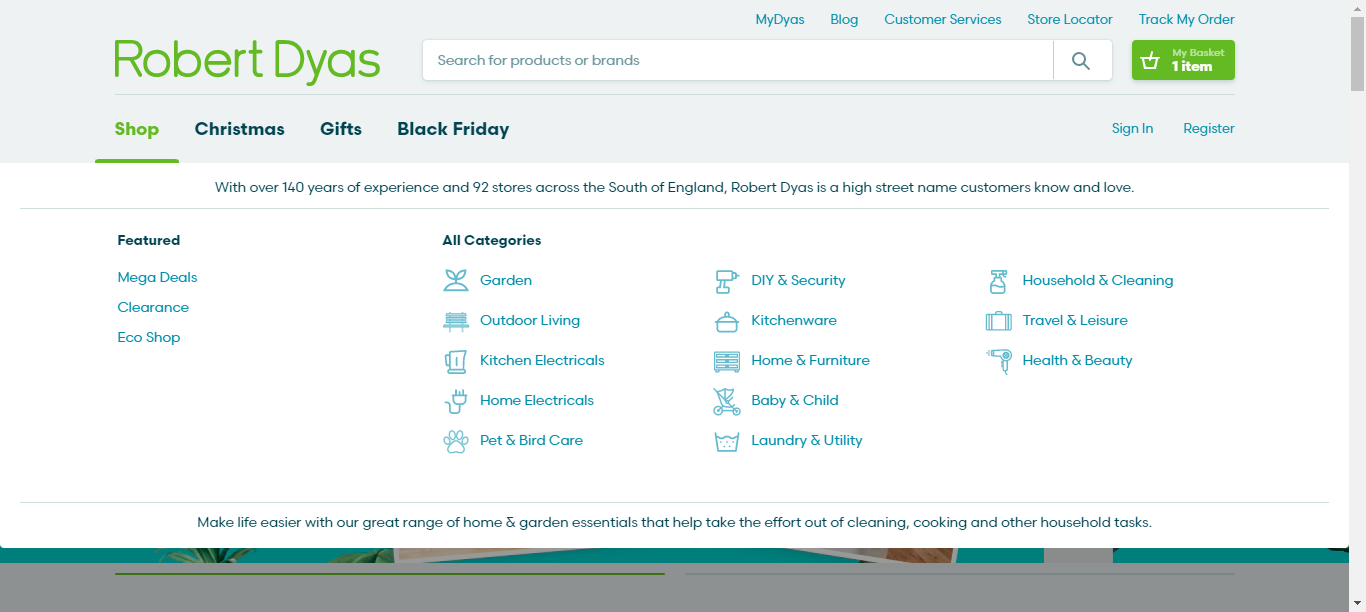 MyDyas Blog Customer Services Store Locator Track My Order
Robert Dyas
Search for products or brands
My Basket
1 item
Shop Christmas Gifts Black Friday
Sign In Register
With over 140 years of experience and 92 stores across the South of England, Robert Dyas is a high street name customers know and love.
Featured
Mega Deals
Clearance
Eco Shop
All Categories
Garden
Outdoor Living
Kitchen Electricals
Home Electricals
Pet & Bird Care
DIY & Security
Kitchenware
Home & Furniture
Baby & Child
Laundry & Utility
Household & Cleaning
Travel & Leisure
Health & Beauty
Make life easier with our great range of home & garden essentials that help take the effort out of cleaning, cooking and other household tasks.